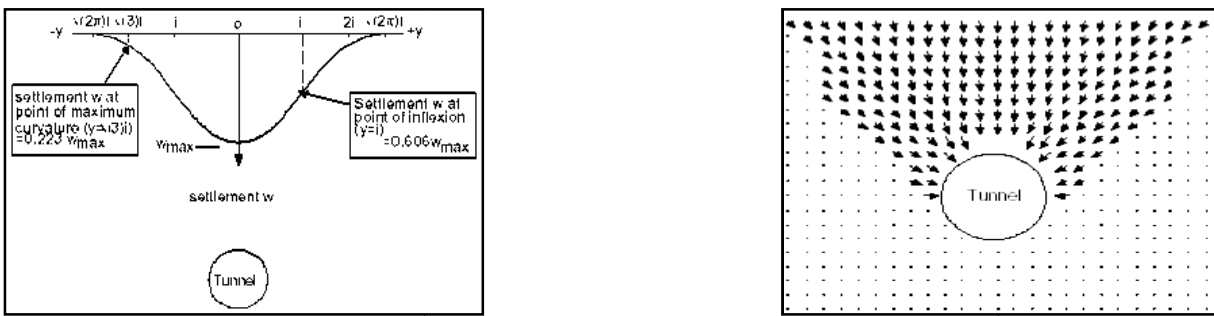 -y √(2π)i √(3)i i o i 2i √(2π)i +y
settlement w at
point of maximum
curvature (y=√(3)i)
=0.223 wmax
Settlement w at
point of inflexion
(y=i)
=0.606wmax
wmax
settlement w
Tunnel
Tunnel